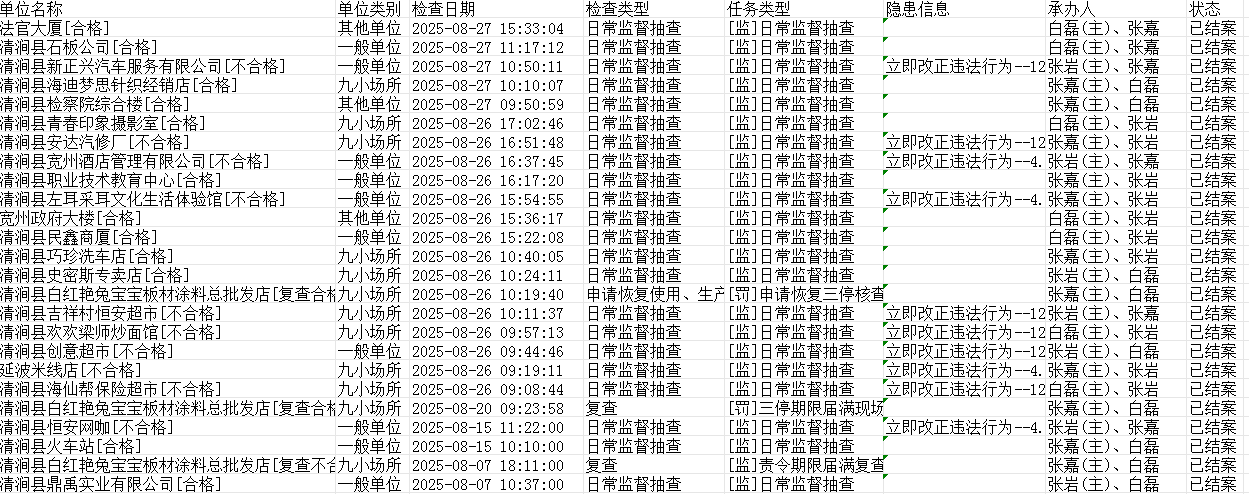 单位名称 单位类别 检查日期 检查类型 任务类型 隐患信息 承办人 状态
法官大厦[合格] 其他单位 2025-08-27 15:33:04 日常监督抽查 [监]日常监督抽查 白磊(主)、张嘉 已结案
清涧县石板公司[合格] 一般单位 2025-08-27 11:17:12 日常监督抽查 [监]日常监督抽查 白磊(主)、张嘉 已结案
清涧县新正兴汽车服务有限公司[不合格] 一般单位 2025-08-27 10:50:11 日常监督抽查 [监]日常监督抽查 立即改正违法行为--12 张岩(主)、张嘉 已结案
清涧县海迪梦思针织经销店[合格] 九小场所 2025-08-27 10:10:07 日常监督抽查 [监]日常监督抽查 张嘉(主)、白磊 已结案
清涧县检察院综合楼[合格] 其他单位 2025-08-27 09:50:59 日常监督抽查 [监]日常监督抽查 张嘉(主)、白磊 已结案
清涧县青春印象摄影室[合格] 九小场所 2025-08-26 17:02:46 日常监督抽查 [监]日常监督抽查 白磊(主)、张岩 已结案
清涧县安达汽修厂[不合格] 九小场所 2025-08-26 16:51:48 日常监督抽查 [监]日常监督抽查 立即改正违法行为--12 张嘉(主)、张岩 已结案
清涧县宽州酒店管理有限公司[不合格] 一般单位 2025-08-26 16:37:45 日常监督抽查 [监]日常监督抽查 立即改正违法行为--4. 张岩(主)、张嘉 已结案
清涧县职业技术教育中心[合格] 一般单位 2025-08-26 16:17:20 日常监督抽查 [监]日常监督抽查 张嘉(主)、张岩 已结案
清涧县左耳采耳文化生活体验馆[不合格] 一般单位 2025-08-26 15:54:55 日常监督抽查 [监]日常监督抽查 立即改正违法行为--4. 张嘉(主)、张岩 已结案
宽州政府大楼[合格] 其他单位 2025-08-26 15:36:17 日常监督抽查 [监]日常监督抽查 白磊(主)、张岩 已结案
清涧县民鑫商厦[合格] 一般单位 2025-08-26 15:22:08 日常监督抽查 [监]日常监督抽查 白磊(主)、张岩 已结案
清涧县巧珍洗车店[合格] 九小场所 2025-08-26 10:40:05 日常监督抽查 [监]日常监督抽查 张嘉(主)、张岩 已结案
清涧县史密斯专卖店[合格] 九小场所 2025-08-26 10:24:11 日常监督抽查 [监]日常监督抽查 张岩(主)、白磊 已结案
清涧县白红艳兔宝宝板材涂料总批发店[复查合格 九小场所 2025-08-26 10:19:40 申请恢复使用、生产 [罚]申请恢复三停核查 张嘉(主)、白磊 已结案
清涧县吉祥村恒安超市[不合格] 九小场所 2025-08-26 10:11:37 日常监督抽查 [监]日常监督抽查 立即改正违法行为--12 张岩(主)、张嘉 已结案
清涧县欢欢梁师炒面馆[不合格] 九小场所 2025-08-26 09:57:13 日常监督抽查 [监]日常监督抽查 立即改正违法行为--12 白磊(主)、张岩 已结案
清涧县创意超市[不合格] 一般单位 2025-08-26 09:44:46 日常监督抽查 [监]日常监督抽查 立即改正违法行为--12 张岩(主)、白磊 已结案
延波米线店[不合格] 九小场所 2025-08-26 09:19:11 日常监督抽查 [监]日常监督抽查 立即改正违法行为--4. 张嘉(主)、张岩 已结案
清涧县海仙帮保险超市[不合格] 九小场所 2025-08-26 09:08:44 日常监督抽查 [监]日常监督抽查 立即改正违法行为--12 白磊(主)、张岩 已结案
清涧县白红艳兔宝宝板材涂料总批发店[复查合格 九小场所 2025-08-20 09:23:58 复查 [罚]三停期限届满现场 张嘉(主)、白磊 已结案
清涧县恒安网咖[不合格] 一般单位 2025-08-15 11:22:00 日常监督抽查 [监]日常监督抽查 立即改正违法行为--4. 张岩(主)、张嘉 已结案
清涧县火车站[合格] 一般单位 2025-08-15 10:10:00 日常监督抽查 [监]日常监督抽查 张嘉(主)、白磊 已结案
清涧县白红艳兔宝宝板材涂料总批发店[复查不合 九小场所 2025-08-07 18:11:00 复查 [监]责令期限届满复查 张嘉(主)、白磊 已结案
清涧县鼎禹实业有限公司[合格] 一般单位 2025-08-07 10:37:00 日常监督抽查 [监]日常监督抽查 张岩(主)、白磊 已结案